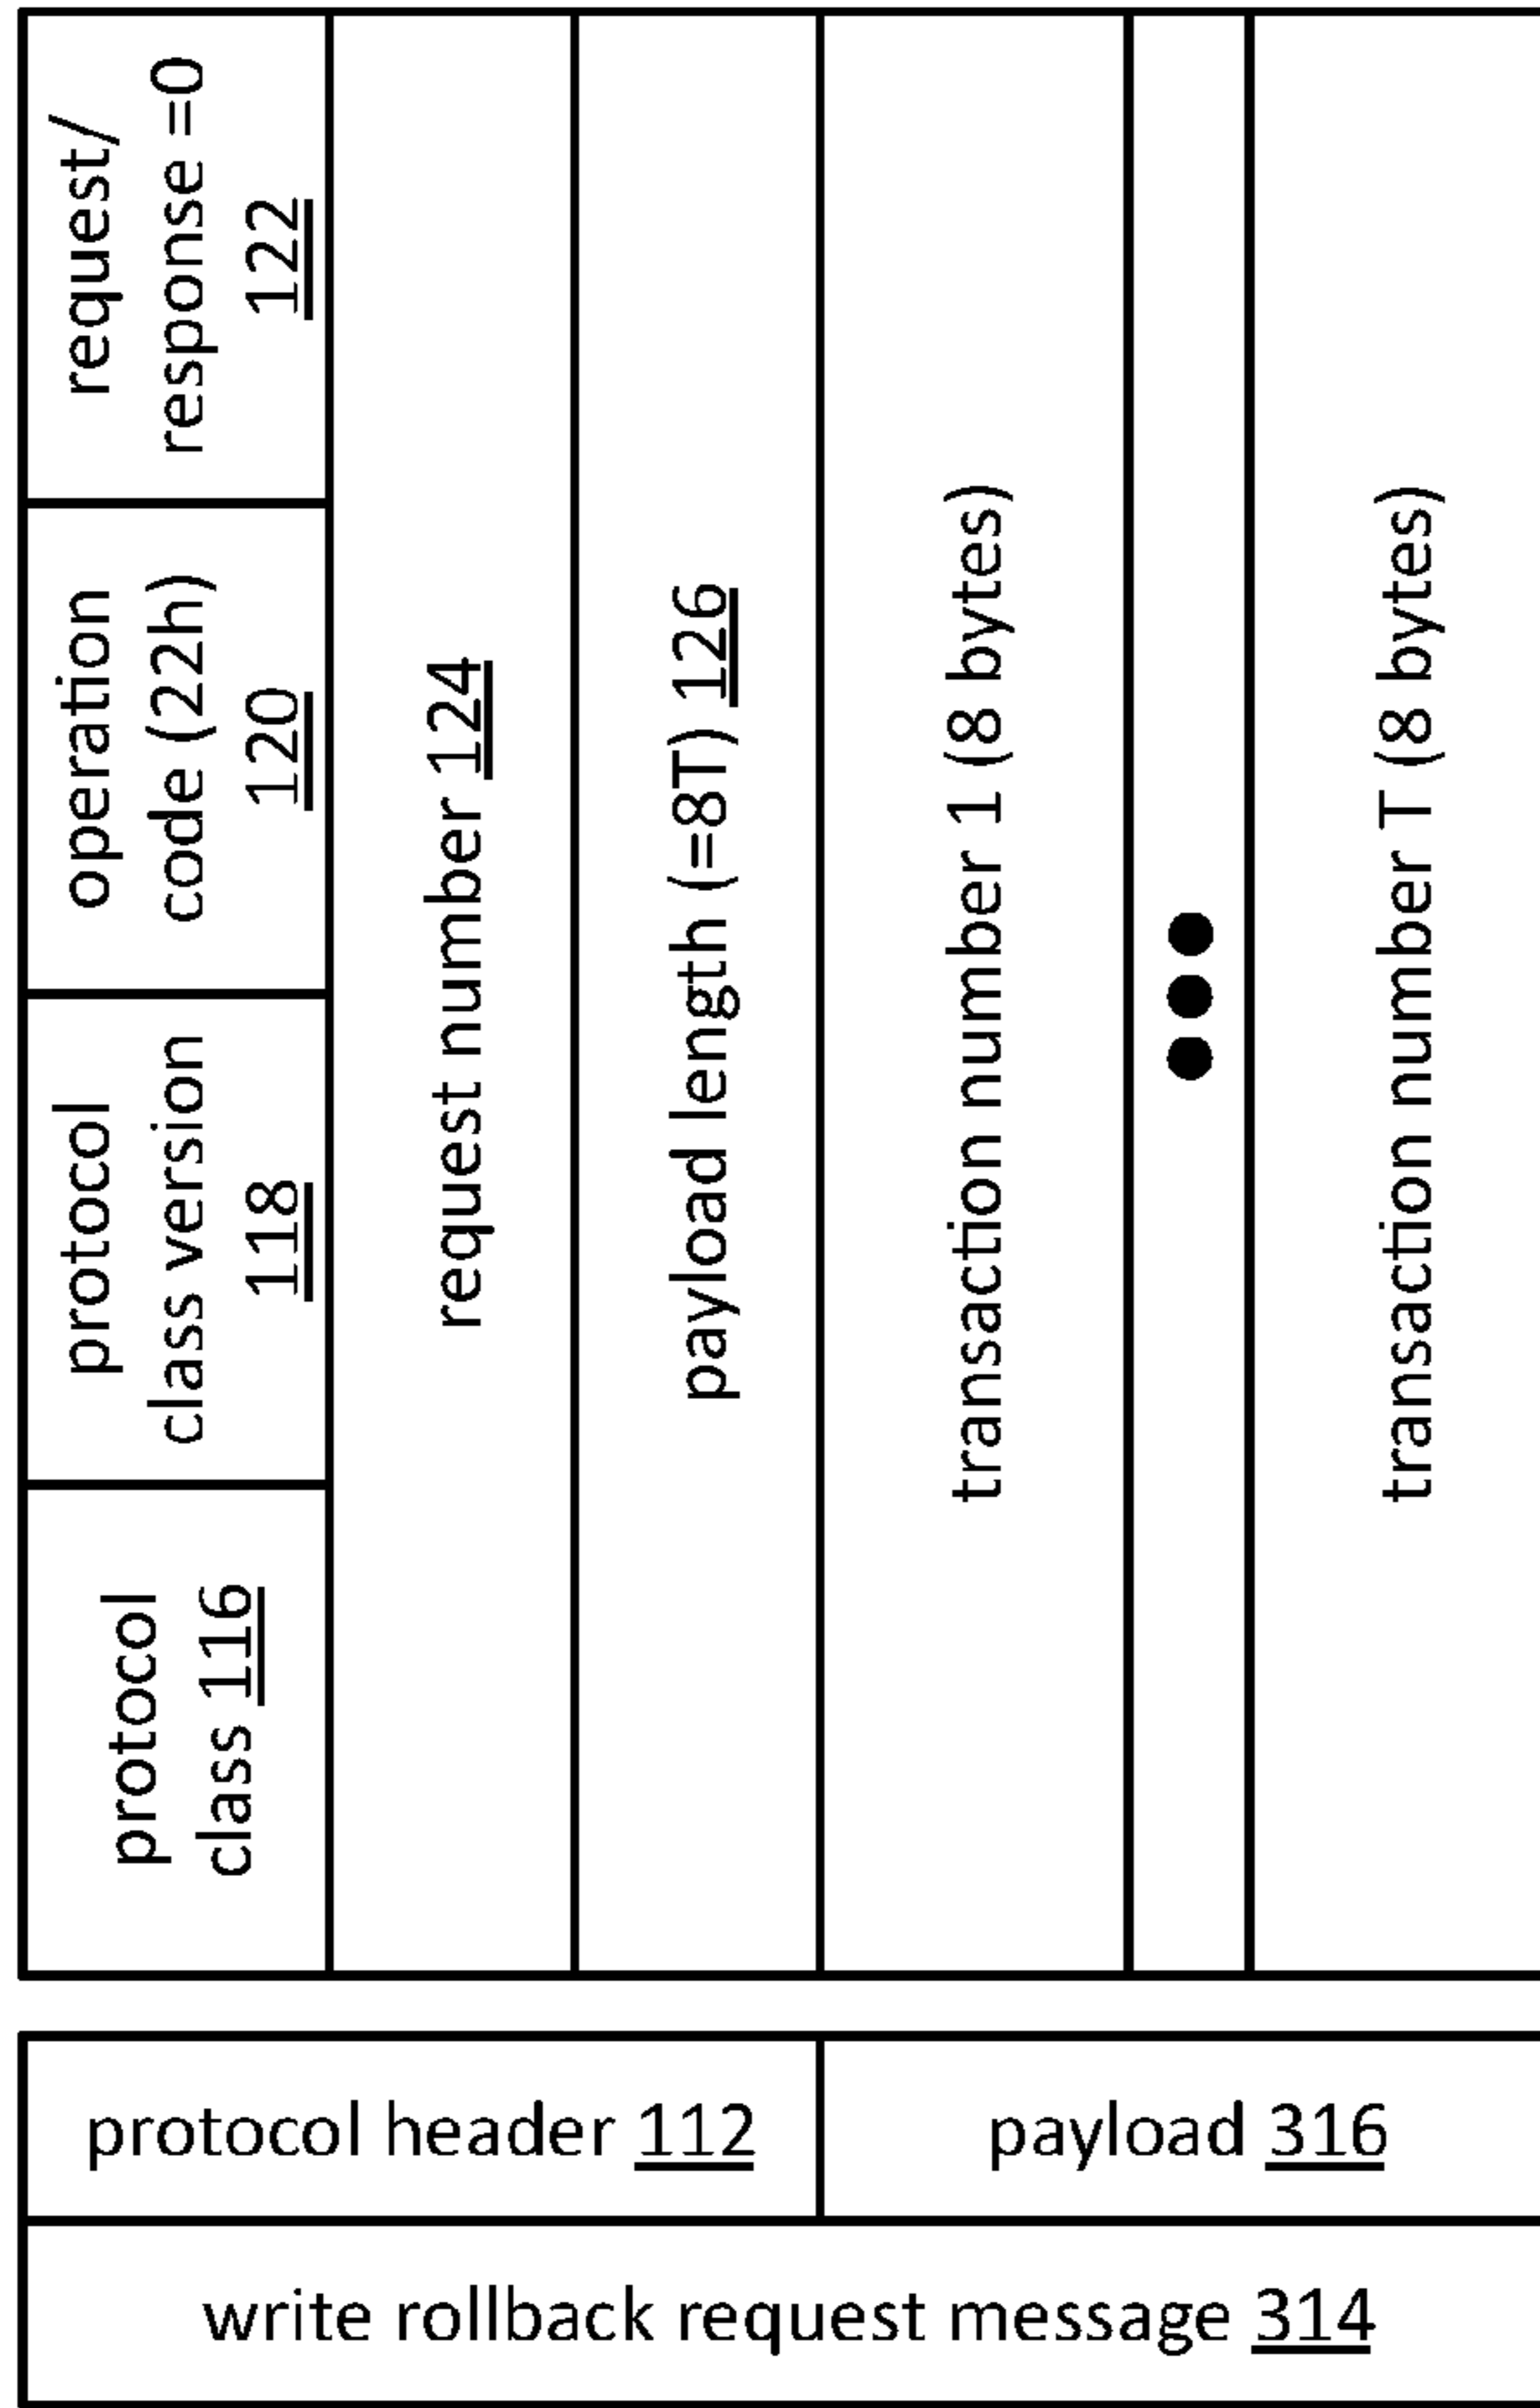 write rollback request message 314
protocol header 112
payload 316
protocol
class 116
protocol
class version
118
operation
code (22h)
120
request/
response =0
122
request number 124
payload length (=8T) 126
transaction number 1 (8 bytes)
transaction number T (8 bytes)